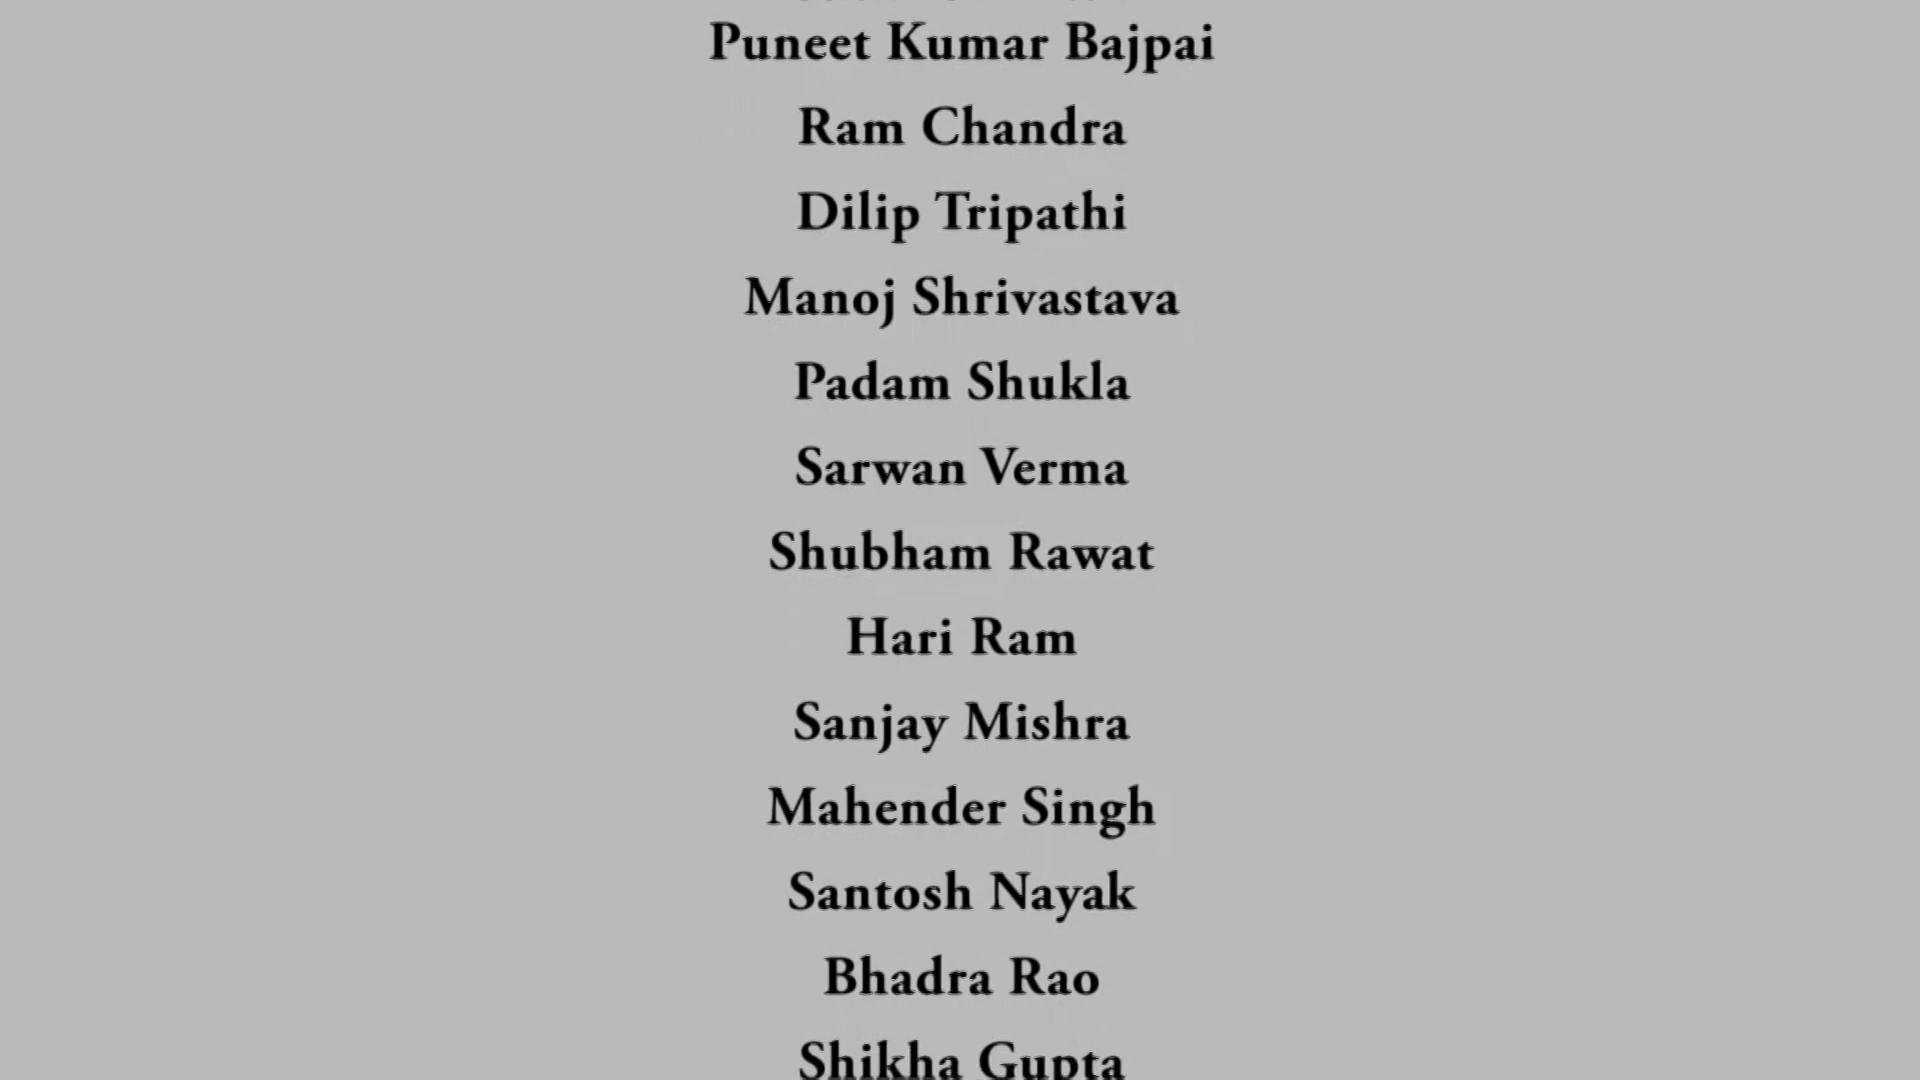 Puneet Kumar Bajpai
Ram Chandra
Dilip Tripathi
Manoj Shrivastava
Padam Shukla
Sarwan Verma
Shubham Rawat
Hari Ram
Sanjay Mishra
Mahender Singh
Santosh Nayak
Bhadra Rao
Shikha Gupta